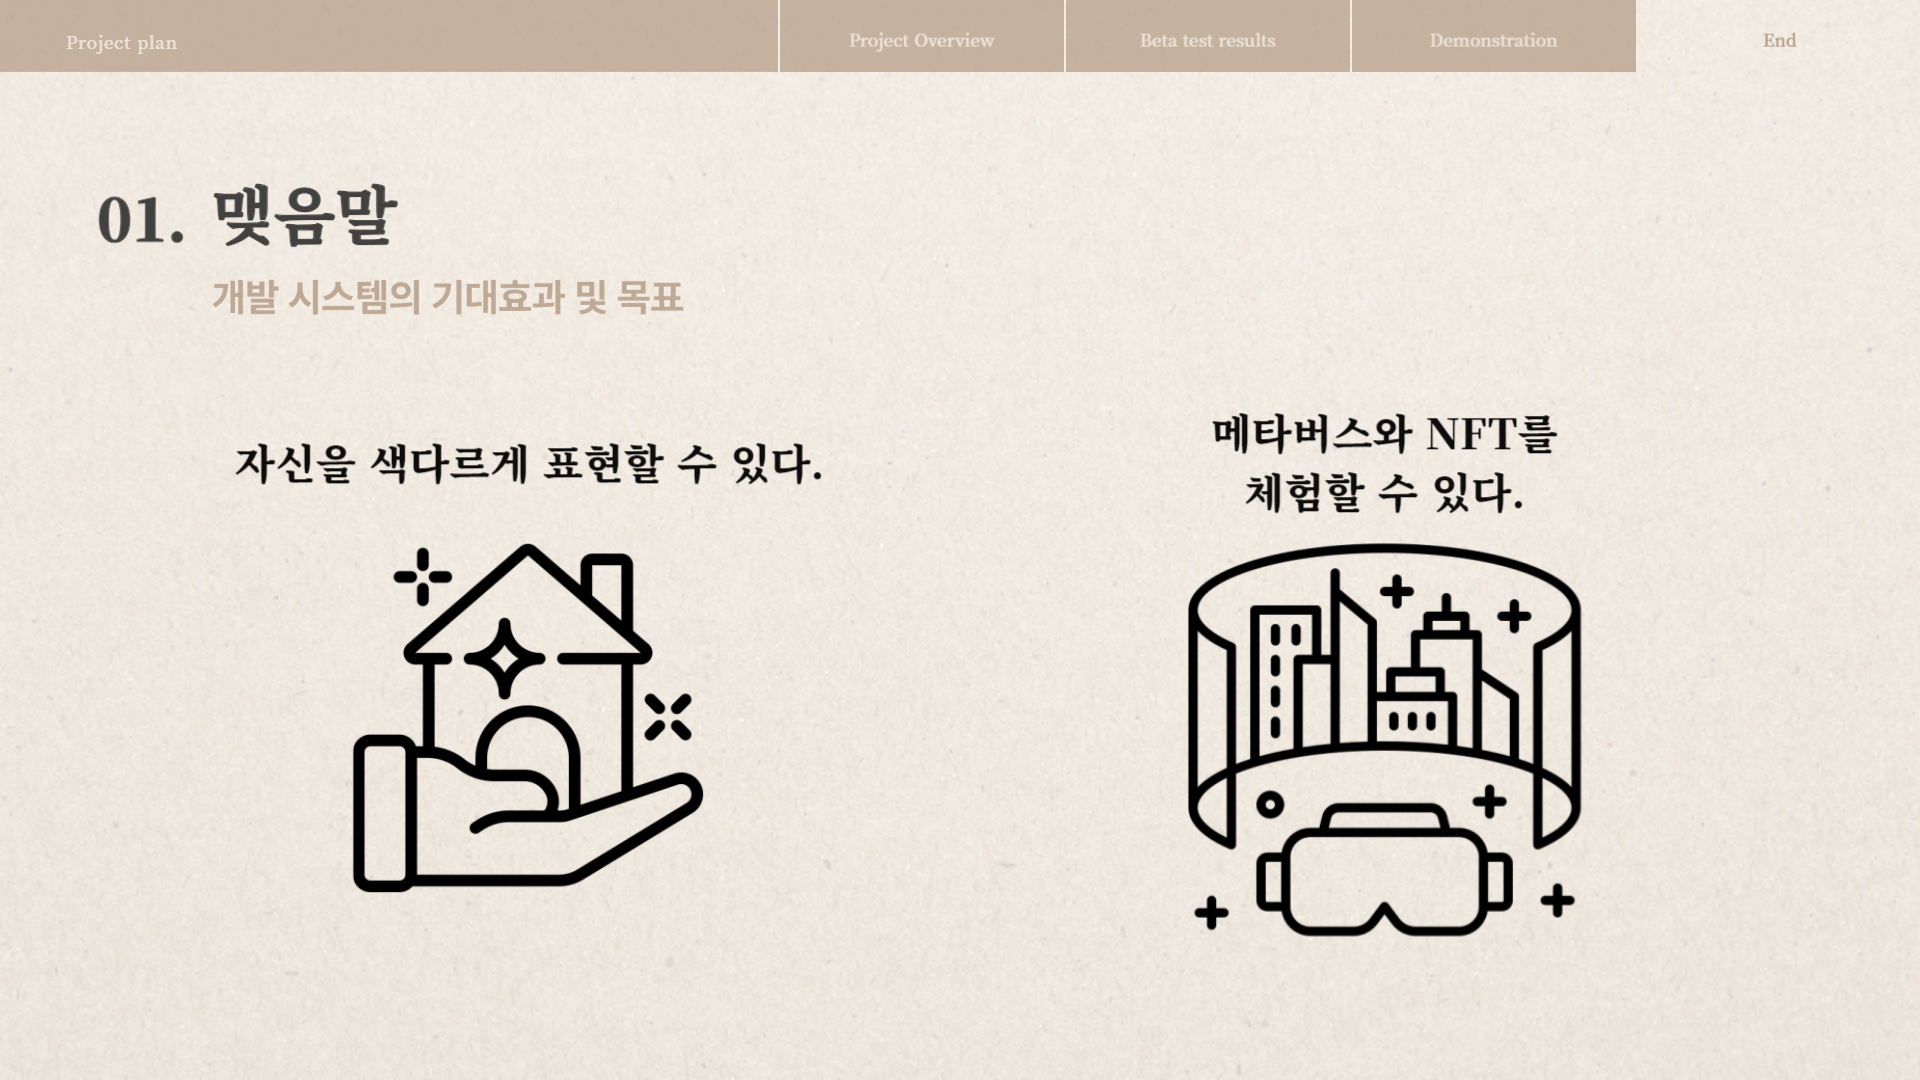 Project plan
Project Overview
Beta test results
Demonstration
End
01. 맺음말
개발 시스템의 기대효과 및 목표
자신을 색다르게 표현할 수 있다.
메타버스와 NFT를
체험할 수 있다.